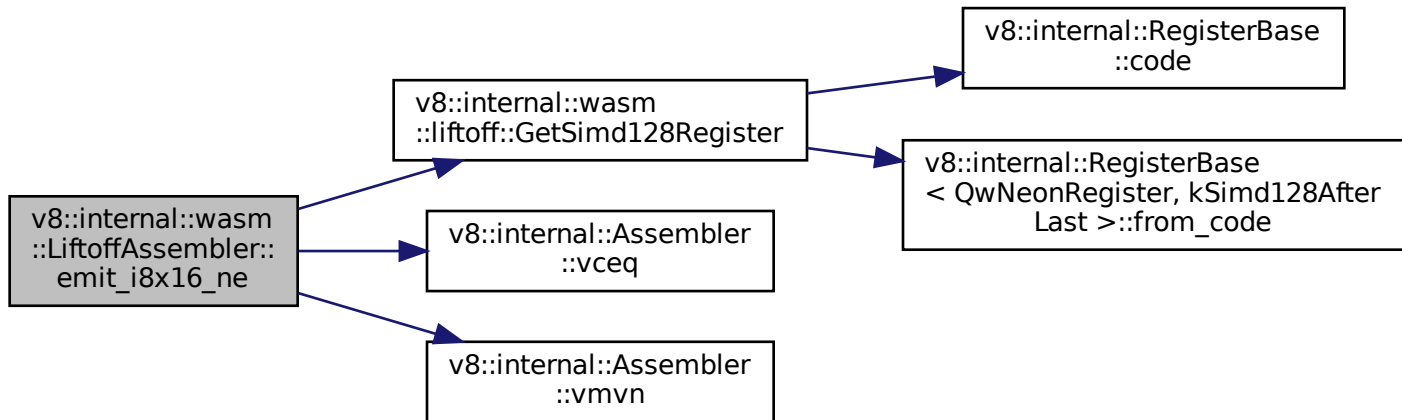 v8::internal::RegisterBase
::code
v8::internal::wasm
::liftoff::GetSimd128Register
v8::internal::RegisterBase
< QwNeonRegister, kSimd128After
Last >::from_code
v8::internal::wasm
::LiftoffAssembler::
emit_i8x16_ne
v8::internal::Assembler
::vceq
v8::internal::Assembler
::vmvn